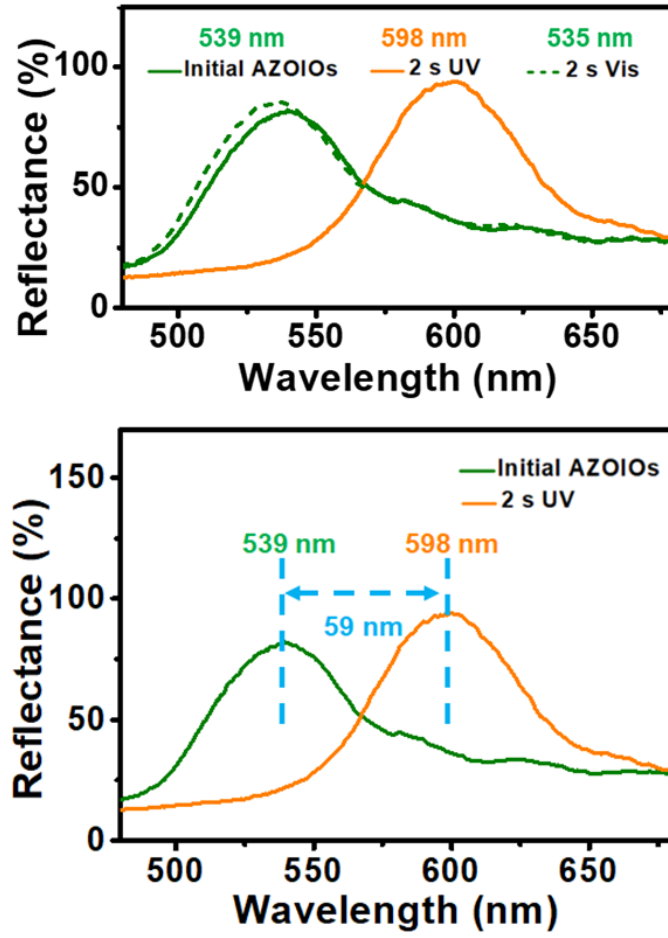 539 nm 598 nm 535 nm
Initial AZOIOs 2 s UV 2 s Vis
100
50
0
Reflectance (%)
500 550 600 650
Wavelength (nm)
Initial AZOIOs
2 s UV
150
539 nm 598 nm
100
59 nm
50
0
Reflectance (%)
500 550 600 650
Wavelength (nm)